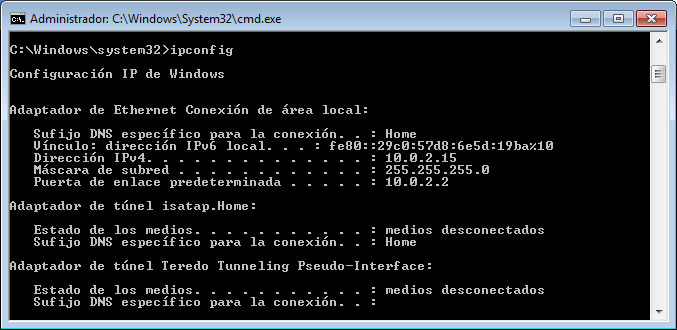 Administrador: C:\Windows\System32\cmd.exe
C:\Windows\system32>ipconfig
Configuración IP de Windows
Adaptador de Ethernet Conexión de área local:
Sufijo DNS específico para la conexión. . : Home
Vínculo: dirección IPv6 local. . . : fe80::29c0:57d8:6e5d:19ba%10
Dirección IPv4. . . . . . . . . . . . . . : 10.0.2.15
Máscara de subred . . . . . . . . . . . . : 255.255.255.0
Puerta de enlace predeterminada . . . . . : 10.0.2.2
Adaptador de túnel isatap.Home:
Estado de los medios. . . . . . . . . . . : medios desconectados
Sufijo DNS específico para la conexión. . : Home
Adaptador de túnel Teredo Tunneling Pseudo-Interface:
Estado de los medios. . . . . . . . . . . : medios desconectados
Sufijo DNS específico para la conexión. . :